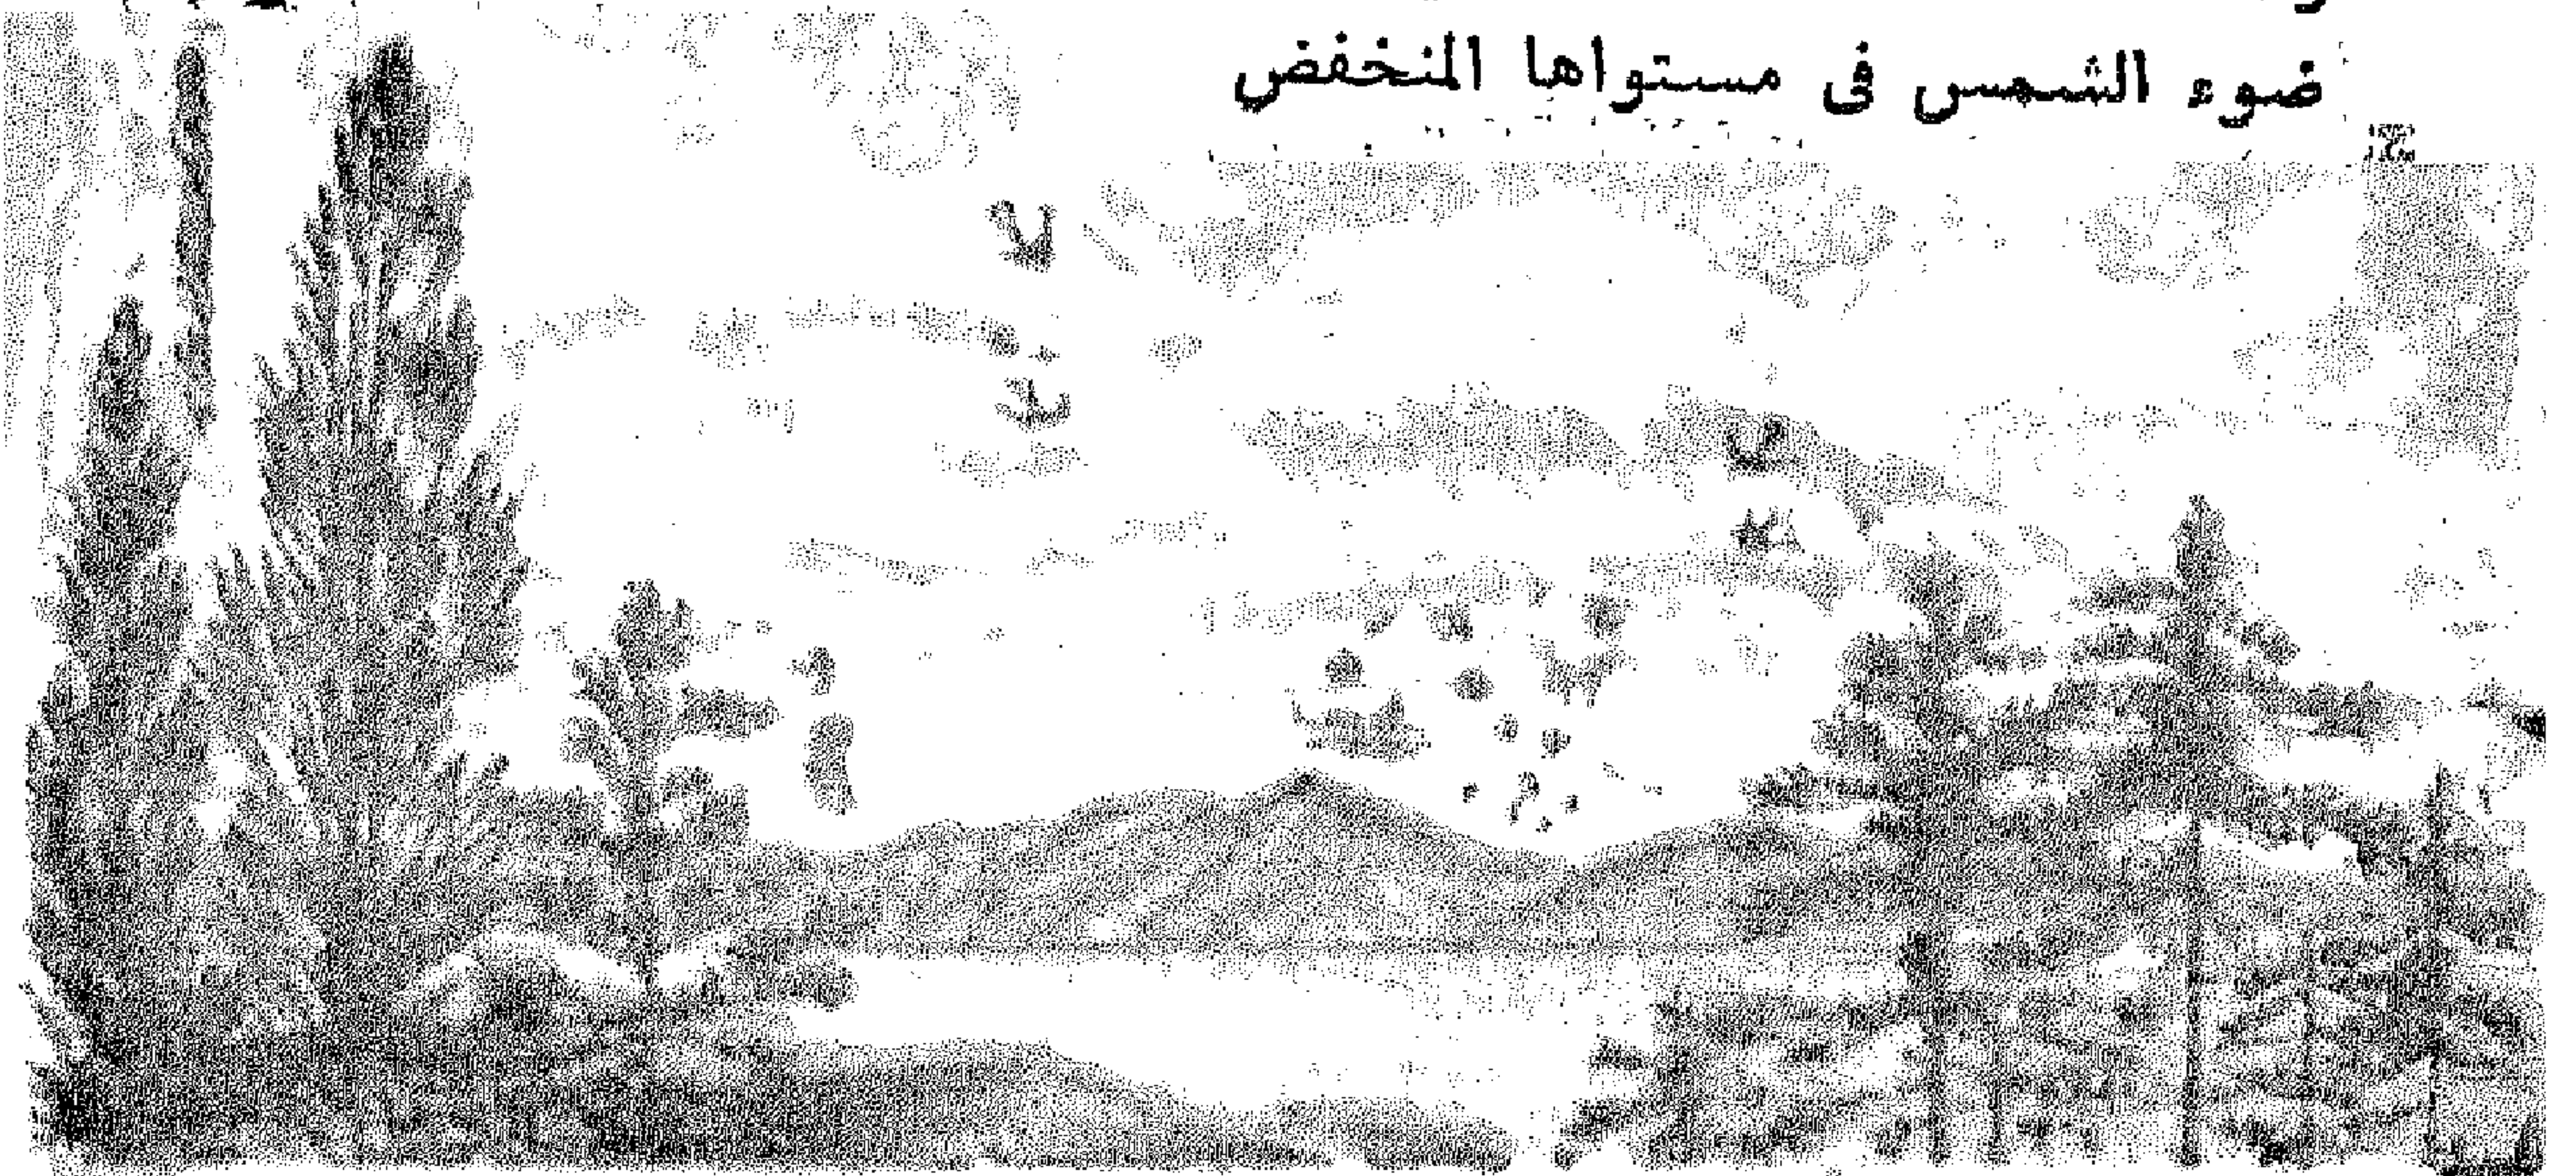 ضوء الشمس فى مستواها المنخفض